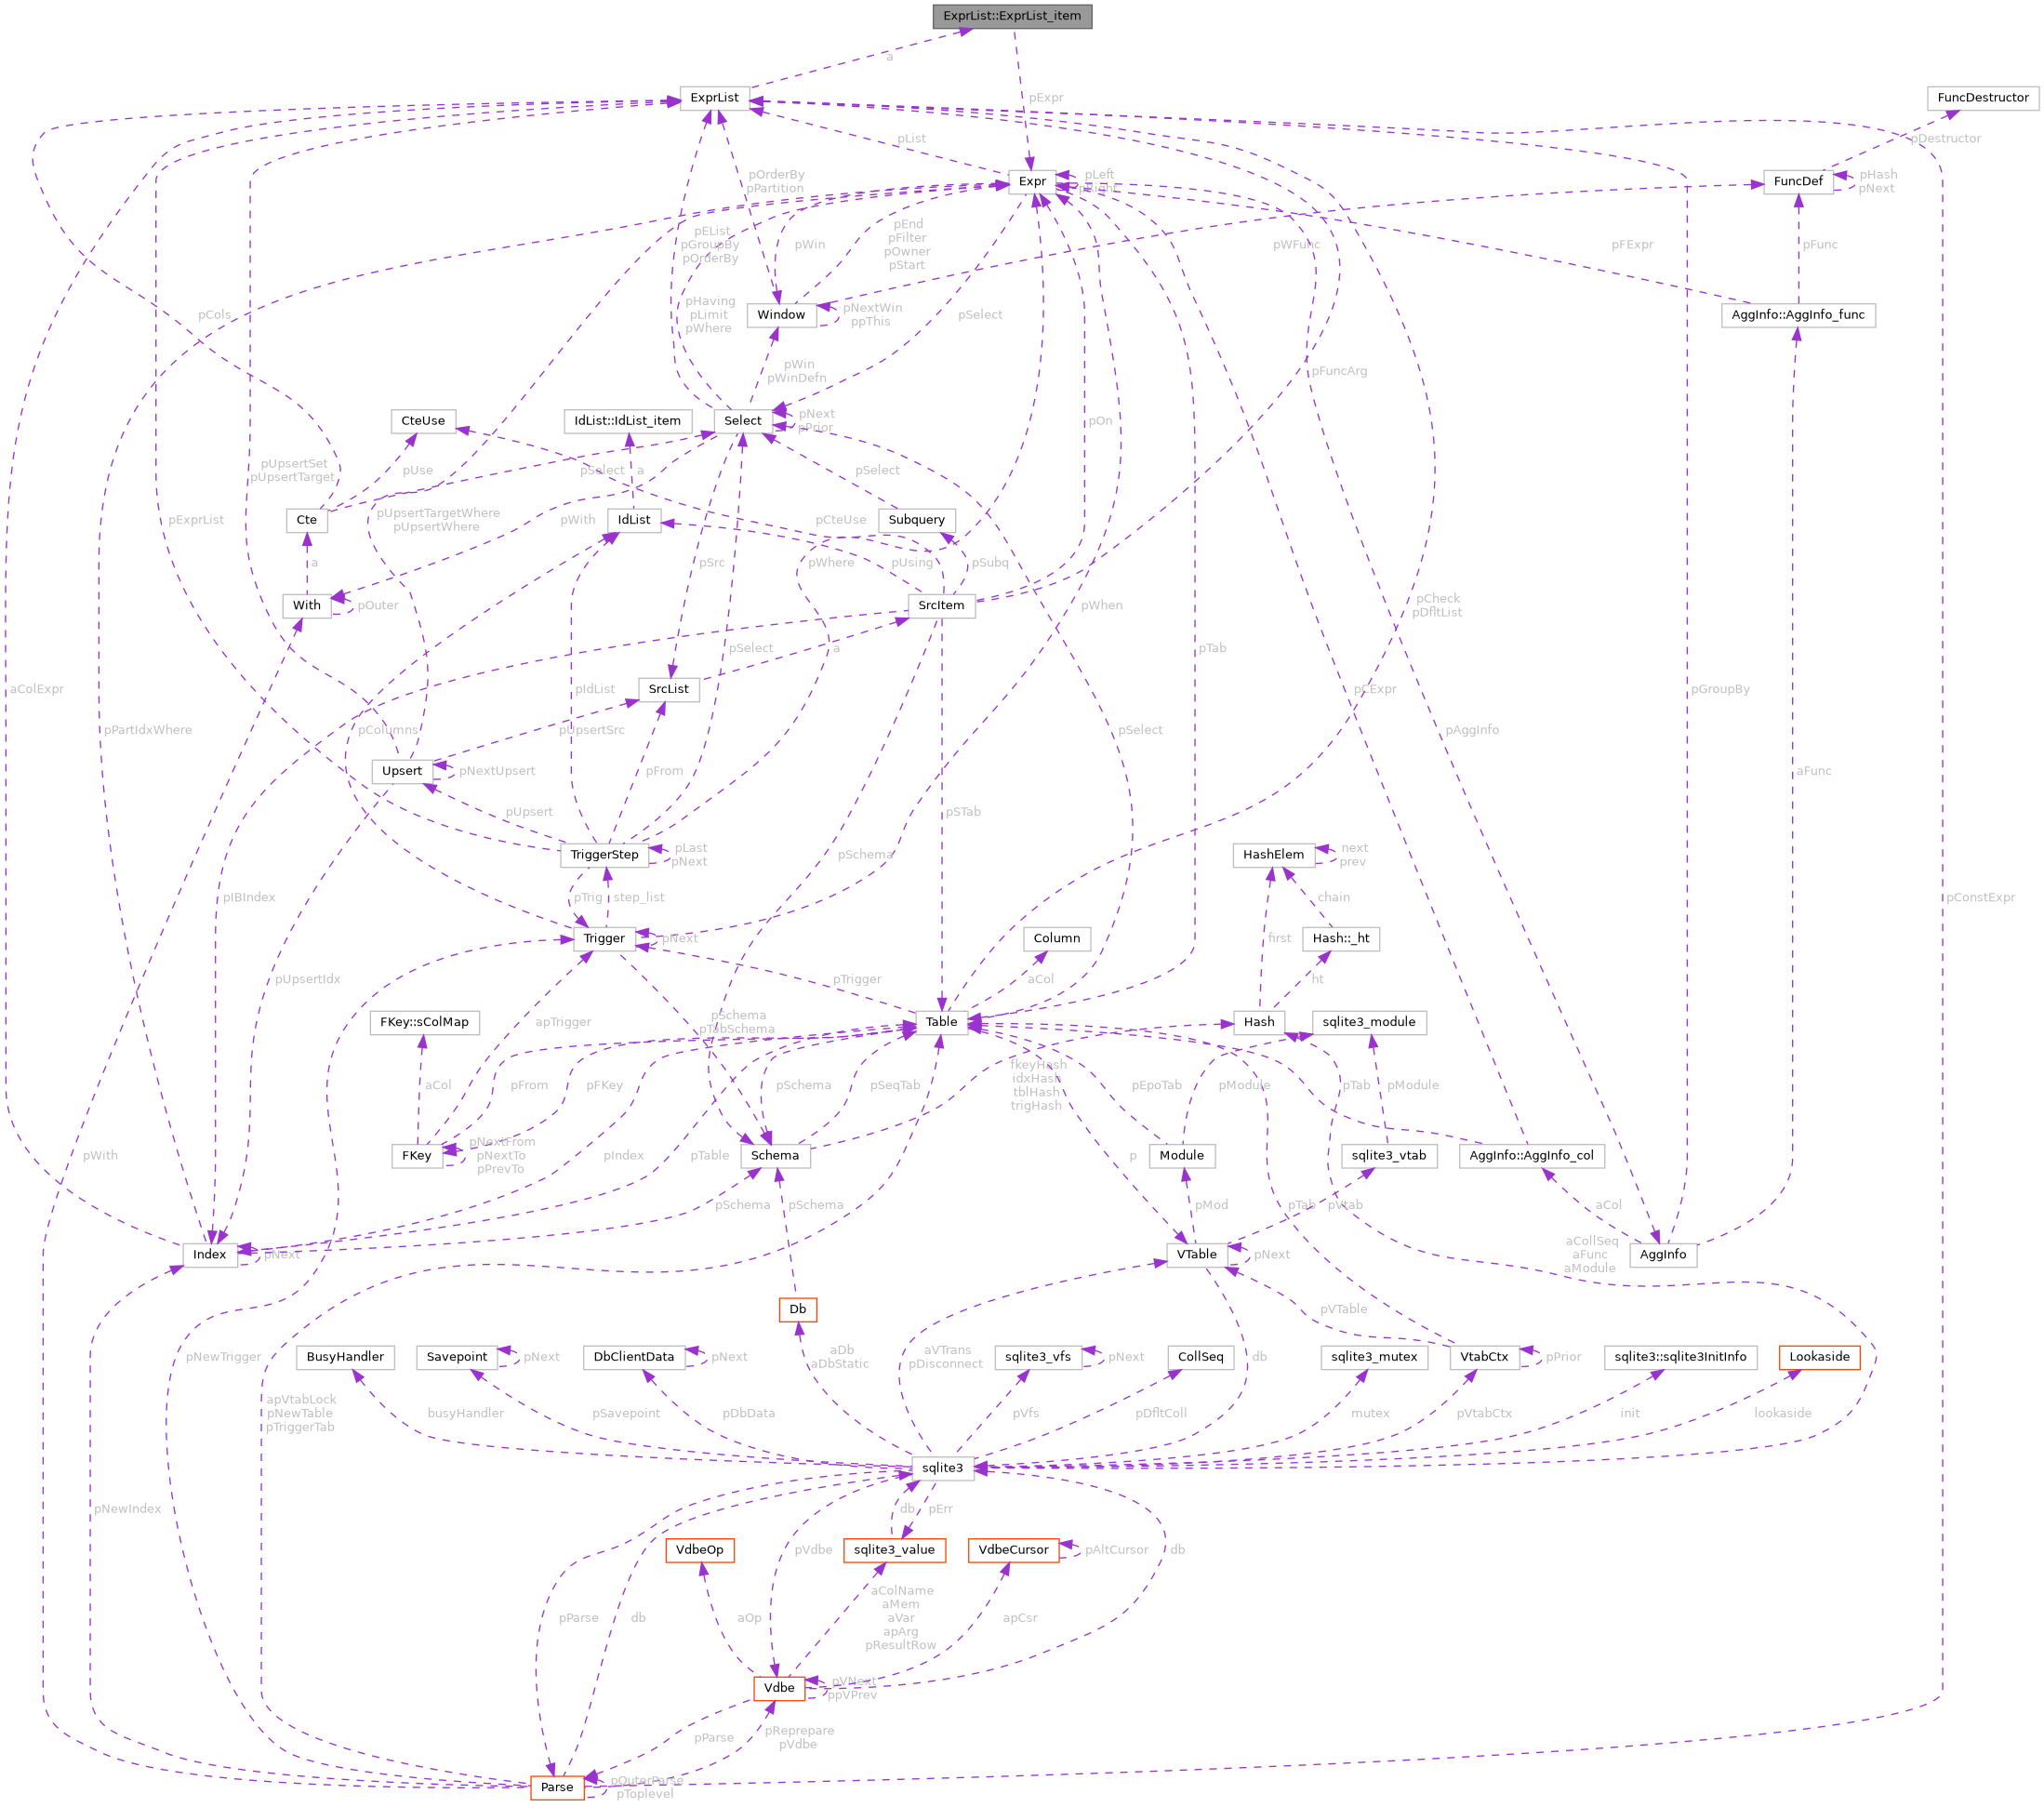 ExprList::ExprList_item
a
ExprList
pExpr
FuncDestructor
pList
pDestructor
pOrderBy
pPartition
Expr
pLeft
pRight
FuncDef
pHash
pNext
pEList
pGroupBy
pOrderBy
pWin
pEnd
pFilter
pOwner
pStart
pWFunc
pFExpr
pFunc
pCols
pHaving
pLimit
pWhere
Window
pNextWin
ppThis
pSelect
AggInfo::AggInfo_func
pWin
pWinDefn
pFuncArg
CteUse
IdList::IdList_item
Select
pNext
pPrior
pOn
pUpsertSet
pUpsertTarget
pUse
pSelect
a
pSelect
pExprList
Cte
pUpsertTargetWhere
pUpsertWhere
pWith
IdList
pCteUse
Subquery
a
pSrc
pWhere
pUsing
pSubq
With
pOuter
SrcItem
pWhen
pCheck
pDfltList
aColExpr
pSelect
a
pTab
pIdList
SrcList
pCExpr
pGroupBy
pPartIdxWhere
pColumns
pUpsertSrc
pSelect
pAggInfo
Upsert
pNextUpsert
pFrom
aFunc
pConstExpr
pUpsert
pSTab
TriggerStep
pLast
pNext
pSchema
HashElem
next
prev
pIBIndex
pTrig
step_list
chain
Trigger
pNext
Column
first
Hash::_ht
pUpsertIdx
pTrigger
aCol
ht
FKey::sColMap
apTrigger
pSchema
pTabSchema
Table
Hash
sqlite3_module
aCol
pFrom
pFKey
pSchema
pSeqTab
fkeyHash
idxHash
tblHash
trigHash
pEpoTab
pModule
pTab
pModule
FKey
pNextFrom
pNextTo
pPrevTo
pIndex
pTable
Schema
p
Module
sqlite3_vtab
AggInfo::AggInfo_col
pWith
pSchema
pSchema
pMod
pTab
pVtab
aCol
Index
pNext
VTable
pNext
aCollSeq
aFunc
aModule
AggInfo
Db
pVTable
BusyHandler
Savepoint
pNext
DbClientData
pNext
aDb
aDbStatic
aVTrans
pDisconnect
sqlite3_vfs
pNext
CollSeq
db
sqlite3_mutex
VtabCtx
pPrior
sqlite3::sqlite3InitInfo
Lookaside
pNewTrigger
apVtabLock
pNewTable
pTriggerTab
busyHandler
pSavepoint
pDbData
pVfs
pDfltColl
mutex
pVtabCtx
init
lookaside
sqlite3
pNewIndex
db
pErr
VdbeOp
pVdbe
sqlite3_value
VdbeCursor
pAltCursor
db
pParse
db
aOp
aColName
aMem
aVar
apArg
pResultRow
apCsr
Vdbe
pVNext
ppVPrev
pParse
pReprepare
pVdbe
Parse
pOuterParse
pToplevel